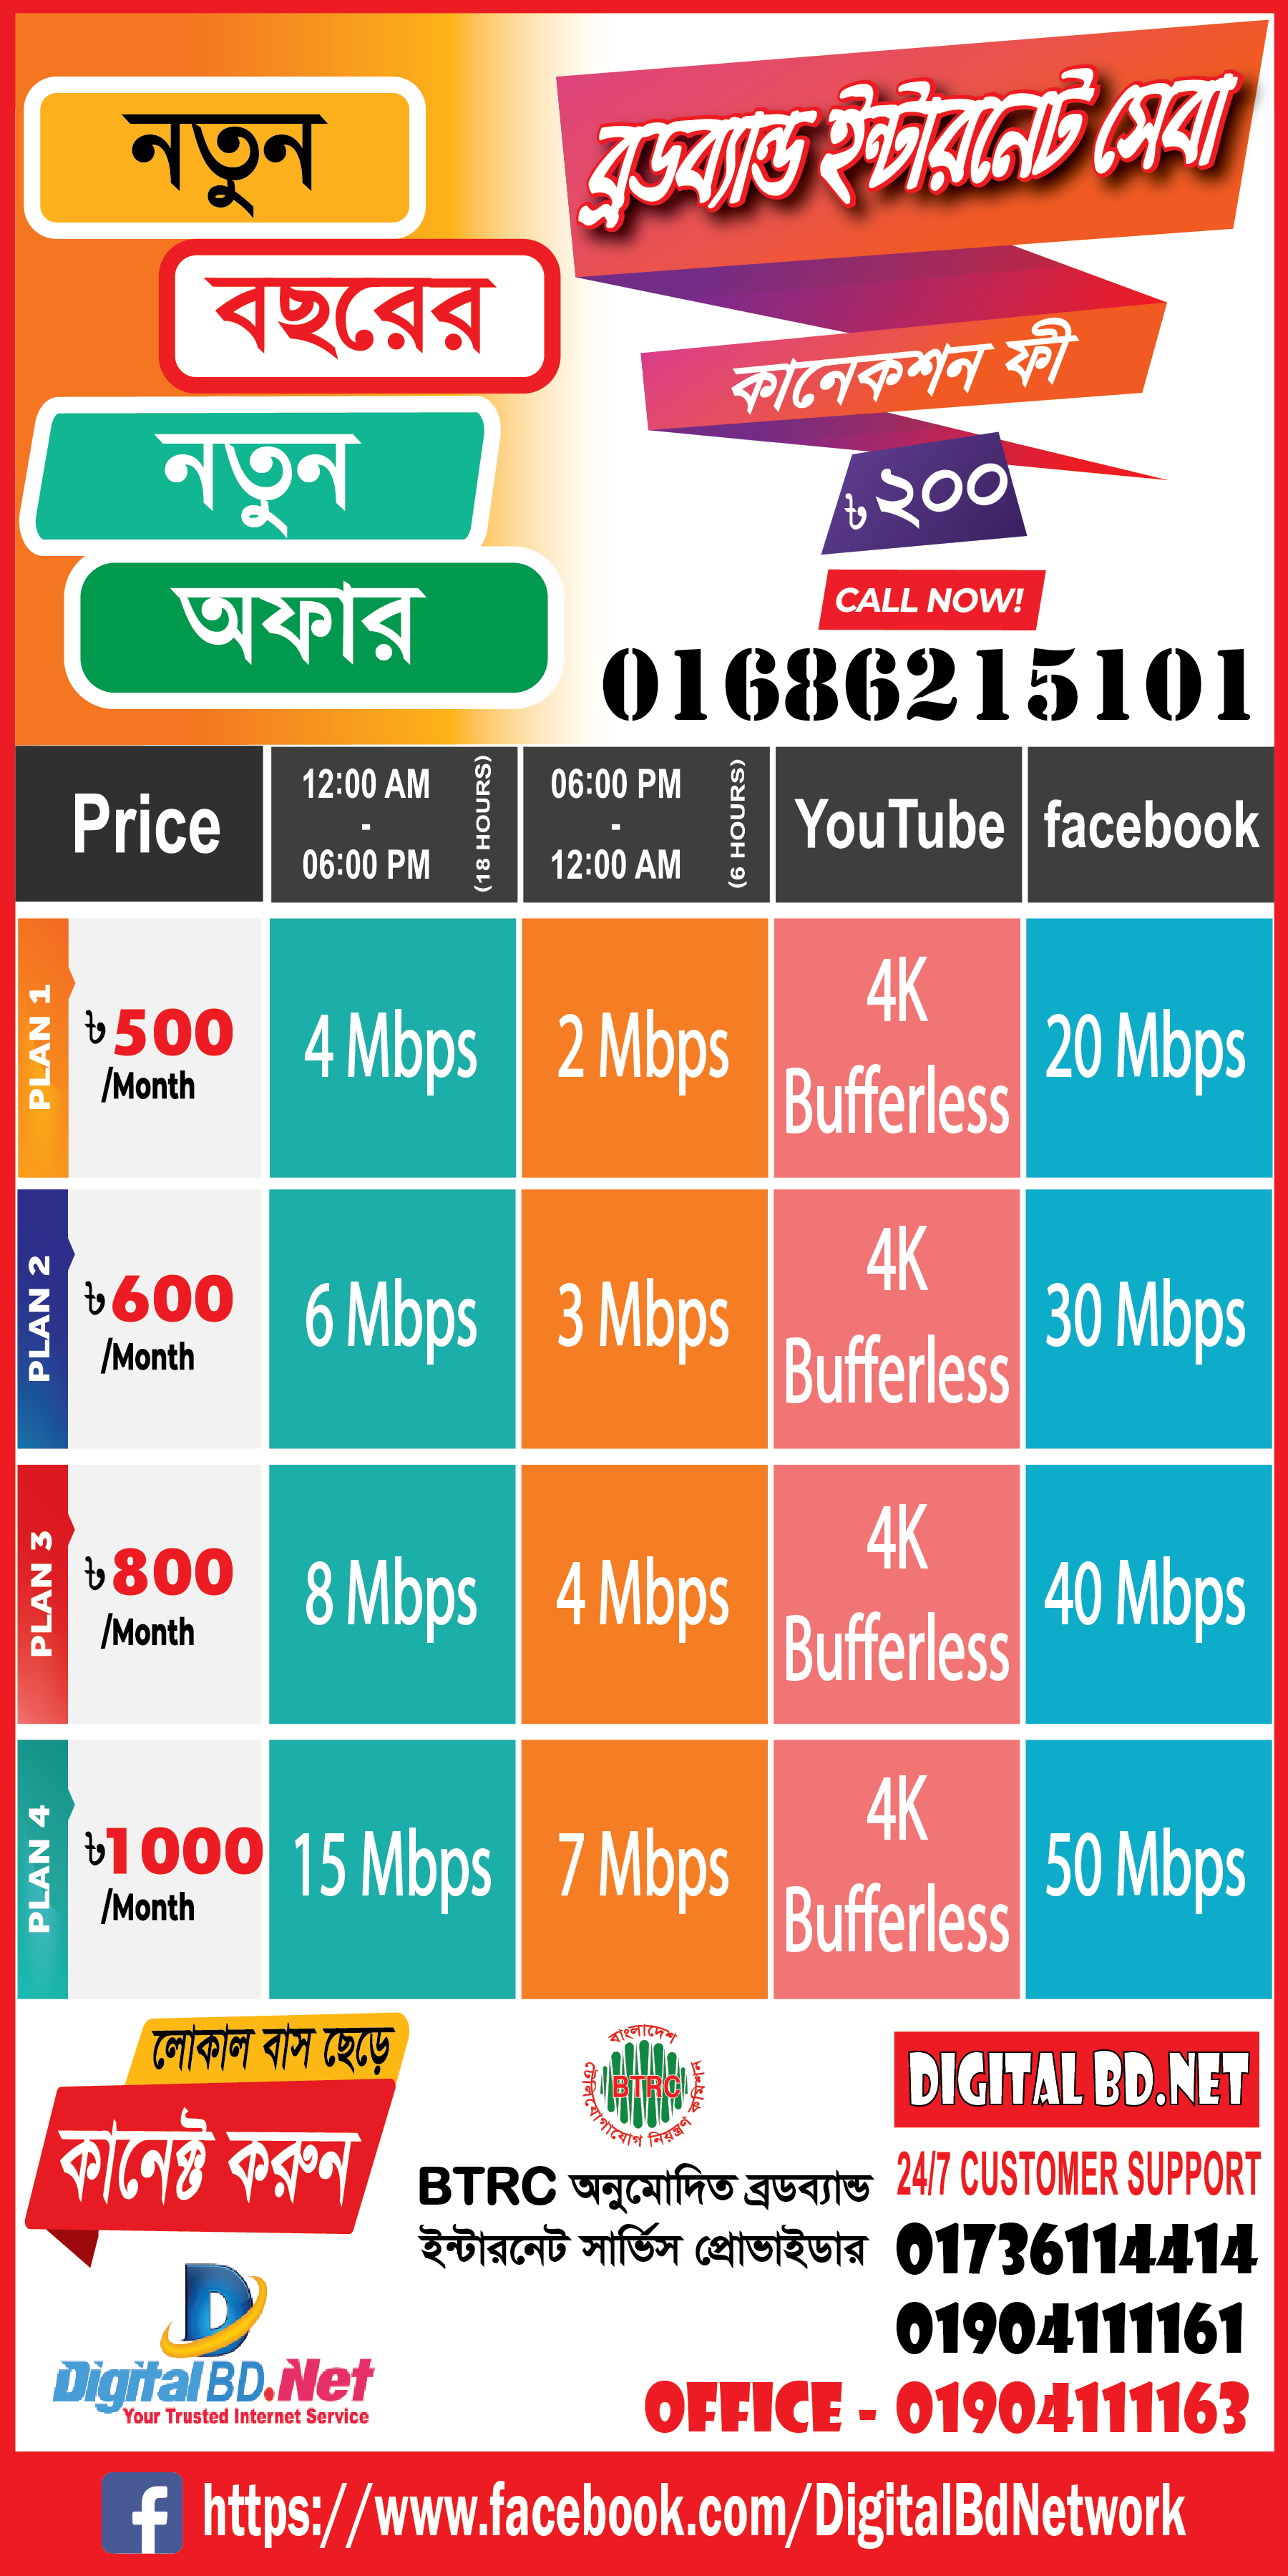 নতুন
বছরের
নতুন
অফার
ব্রডব্যান্ড ইন্টারনেট সেবা
কানেকশন ফী
৳ ২০০
CALL NOW!
01686215101
Price
12:00 AM
-
06:00 PM
(18 HOURS)
06:00 PM
-
12:00 AM
(6 HOURS)
YouTube
facebook
PLAN 1
৳ 500
/Month
4 Mbps
2 Mbps
4K
Bufferless
20 Mbps
PLAN 2
৳ 600
/Month
6 Mbps
3 Mbps
4K
Bufferless
30 Mbps
PLAN 3
৳ 800
/Month
8 Mbps
4 Mbps
4K
Bufferless
40 Mbps
PLAN 4
৳ 1000
/Month
15 Mbps
7 Mbps
4K
Bufferless
50 Mbps
লোকাল বাস ছেড়ে
কানেক্ট করুন
DigitalBD.Net
Your Trusted Internet Service
বাংলাদেশ
টেলিযোগাযোগ নিয়ন্ত্রণ কমিশন
BTRC
BTRC অনুমোদিত ব্রডব্যান্ড
ইন্টারনেট সার্ভিস প্রোভাইডার
DIGITAL BD.NET
24/7 CUSTOMER SUPPORT
01736114414
01904111161
OFFICE - 01904111163
f https://www.facebook.com/DigitalBdNetwork